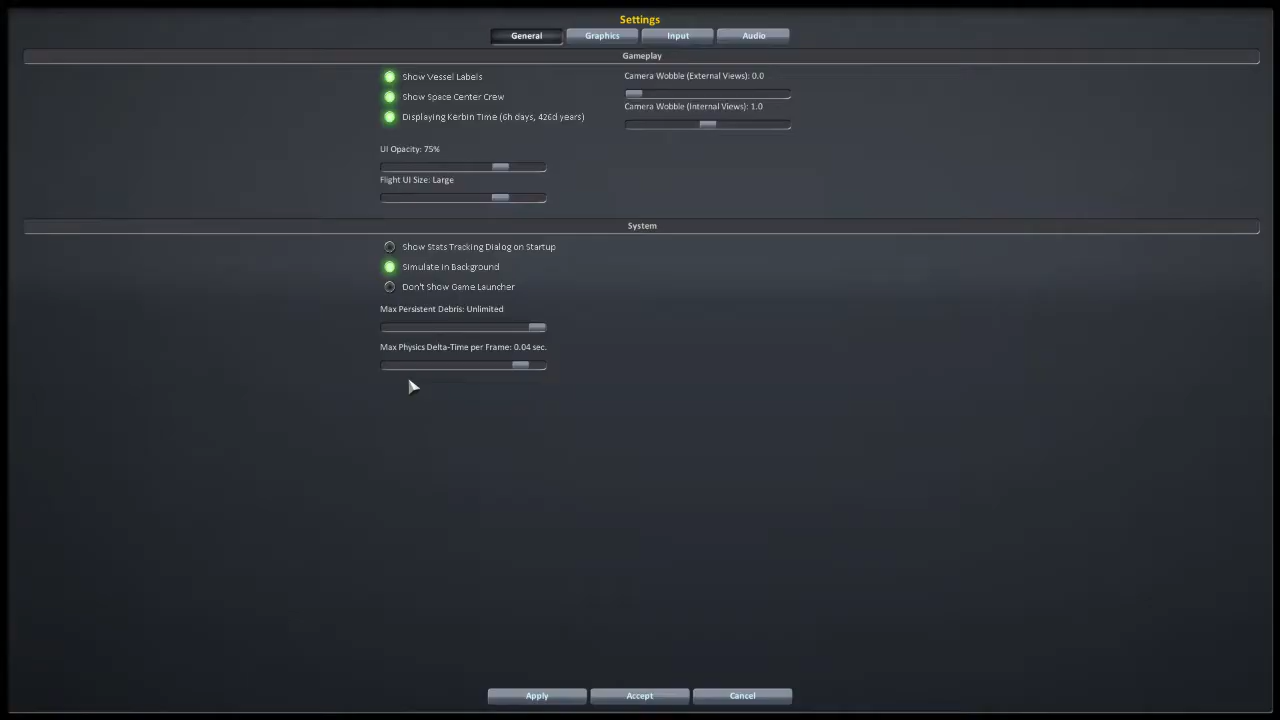 Settings
General Graphics Input Audio
Gameplay
Show Vessel Labels
Show Space Center Crew
Displaying Kerbin Time (6h days, 426d years)
UI Opacity: 75%
Flight UI Size: Large
Camera Wobble (External Views): 0.0
Camera Wobble (Internal Views): 1.0
System
Show Stats Tracking Dialog on Startup
Simulate In Background
Don't Show Game Launcher
Max Persistent Debris: Unlimited
Max Physics Delta-Time per Frame: 0.04 sec.
Apply Accept Cancel